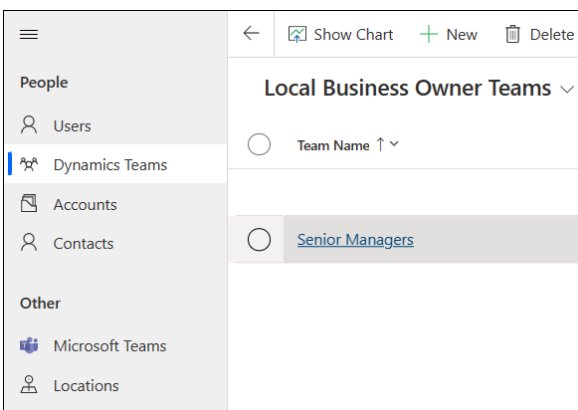 Show Chart
New
Delete
People
Users
Dynamics Teams
Accounts
Contacts
Other
Microsoft Teams
Locations
Local Business Owner Teams
Team Name
Senior Managers